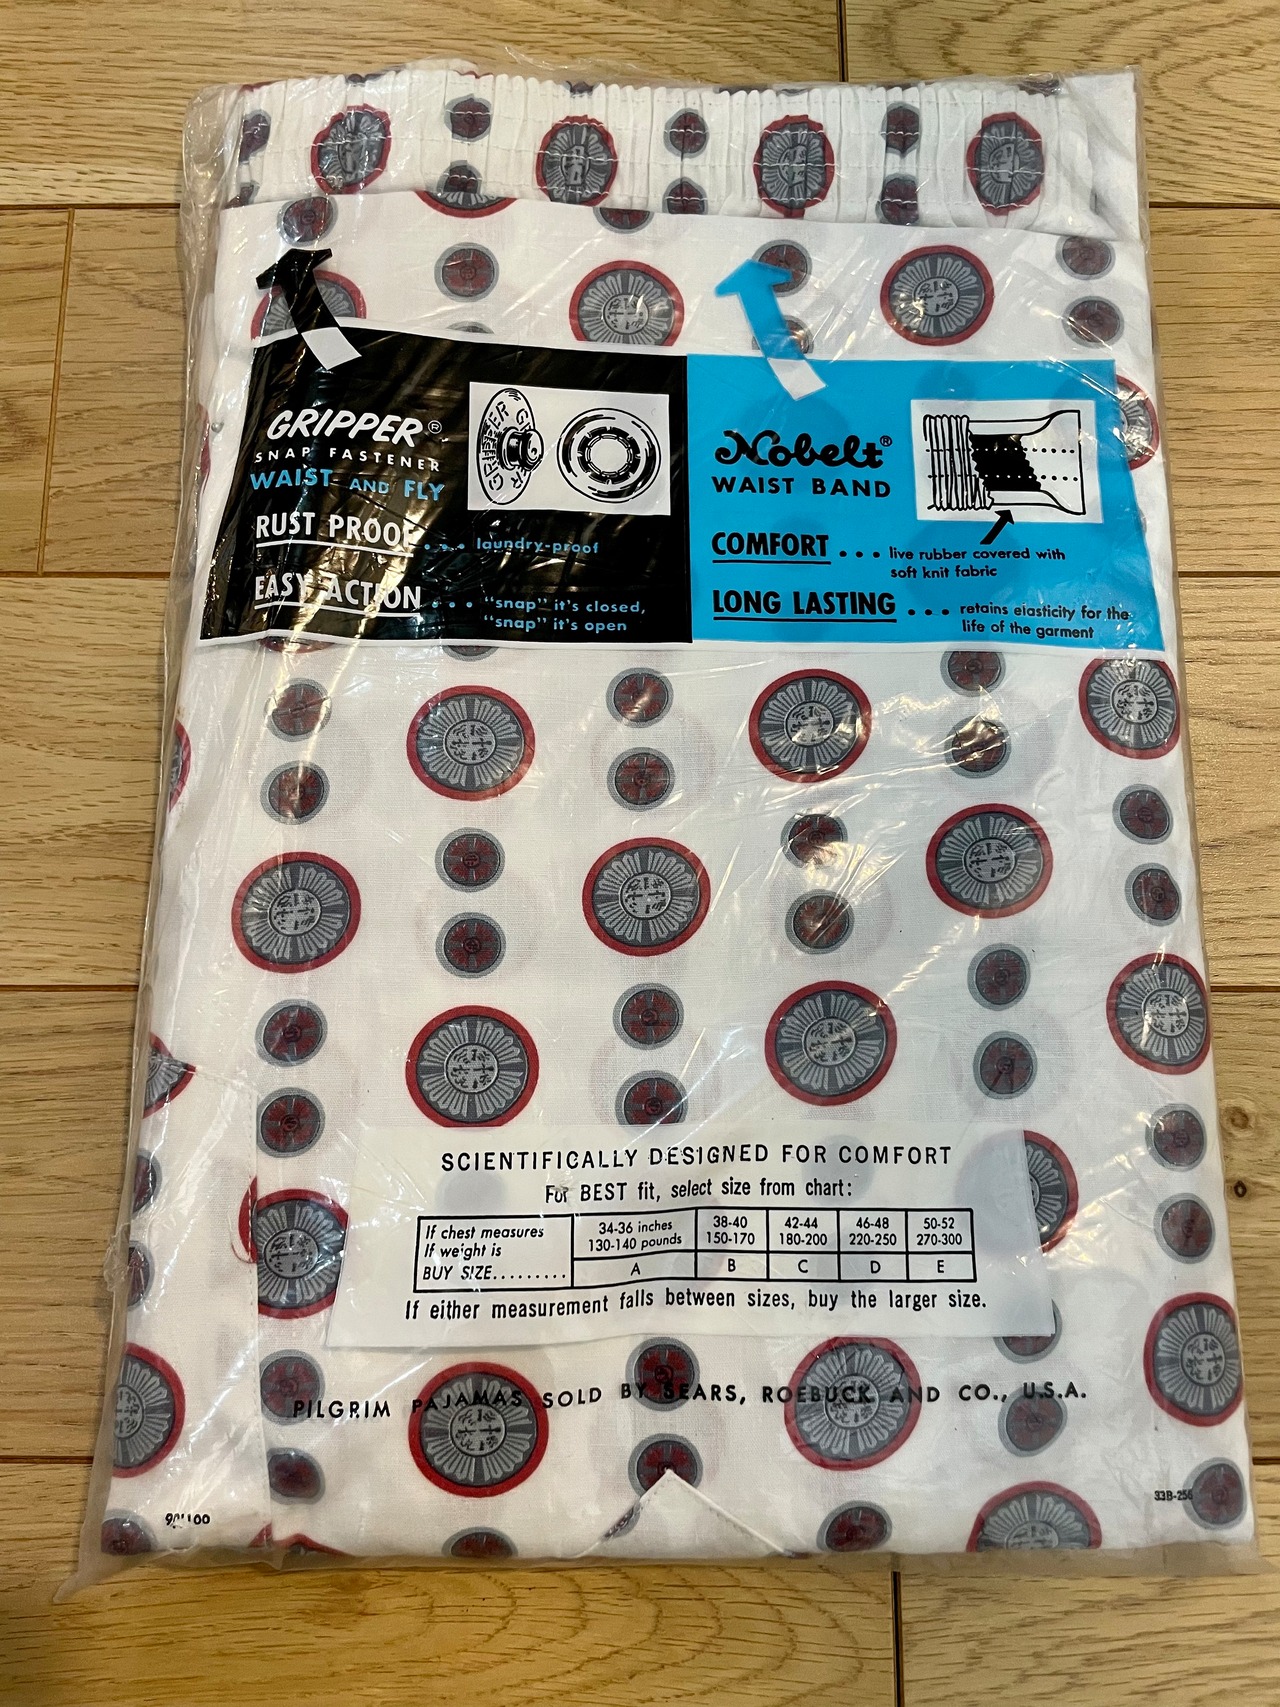 GRIPPER®
SNAP FASTENER
WAIST AND FLY
RUST PROOF... laundry-proof
EASY ACTION... "snap" it's closed,
"snap" it's open
GRIPPER
Nobelt®
WAIST BAND
COMFORT... live rubber covered with
soft knit fabric
LONG LASTING... retains elasticity for the
life of the garment
SCIENTIFICALLY DESIGNED FOR COMFORT
For BEST fit, select size from chart:
If chest measures 34-36 inches 38-40 42-44 46-48 50-52
If weight is 130-140 pounds 150-170 180-200 220-250 270-300
BUY SIZE......... A B C D E
If either measurement falls between sizes, buy the larger size.
PILGRIM PAJAMAS SOLD BY SEARS, ROEBUCK AND CO., U.S.A.